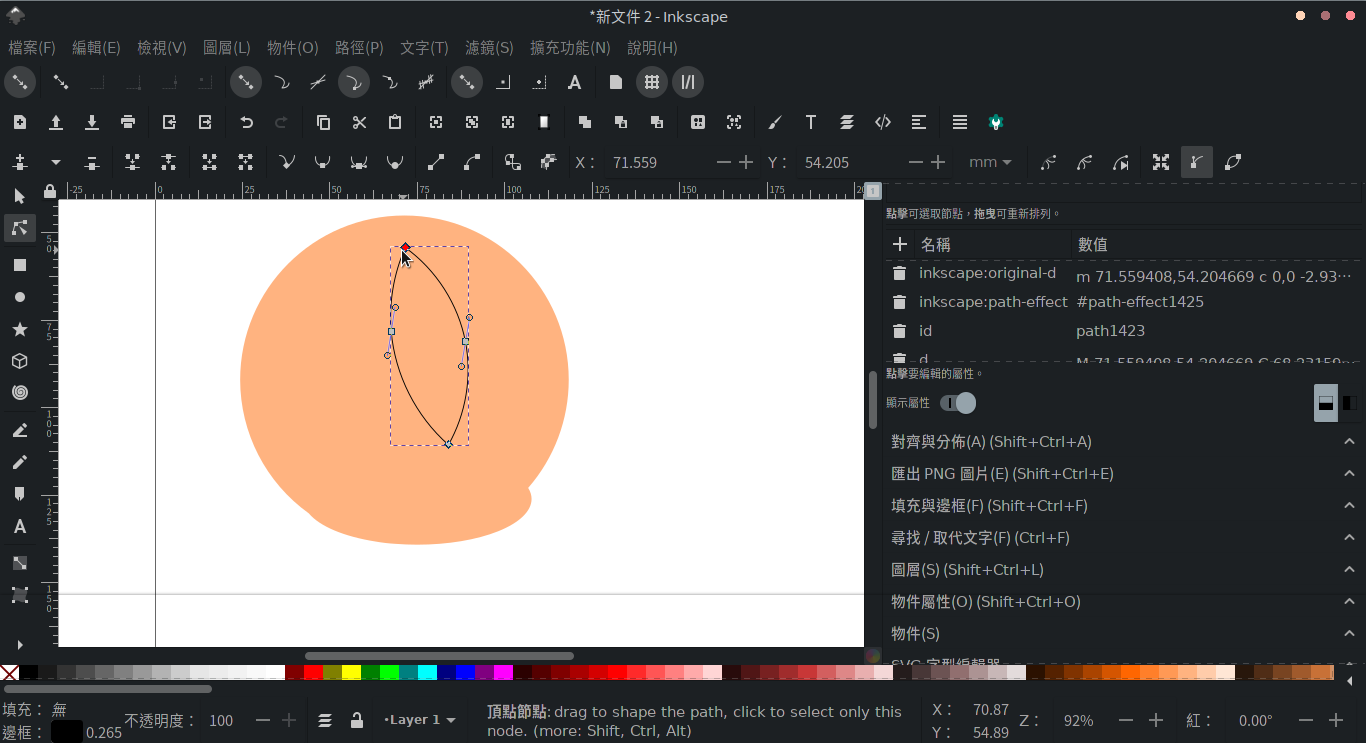 *新文件 2 - Inkscape
檔案(F) 編輯(E) 檢視(V) 圖層(L) 物件(O) 路徑(P) 文字(T) 濾鏡(S) 擴充功能(N) 說明(H)
X： 71.559 Y： 54.205 mm
-25 0 25 50 75 100 125 150 175 20
1
50
75
100
125
150
點擊可選取節點，拖曳可重新排列。
名稱 數值
inkscape:original-d m 71.559408,54.204669 c 0,0 -2.93⋯
inkscape:path-effect #path-effect1425
id path1423
d M 71.559408,54.204669 C 68.23159
點擊要編輯的屬性。
顯示屬性
對齊與分佈(A) (Shift+Ctrl+A)
匯出 PNG 圖片(E) (Shift+Ctrl+E)
填充與邊框(F) (Shift+Ctrl+F)
尋找 / 取代文字(F) (Ctrl+F)
圖層(S) (Shift+Ctrl+L)
物件屬性(O) (Shift+Ctrl+O)
物件(S)
SVG 字型編輯器
填充： 無
邊框： 0.265
不透明度： 100
•Layer 1
頂點節點: drag to shape the path, click to select only this
node. (more: Shift, Ctrl, Alt)
X： 70.87
Y： 54.89
Z： 92%
紅： 0.00°